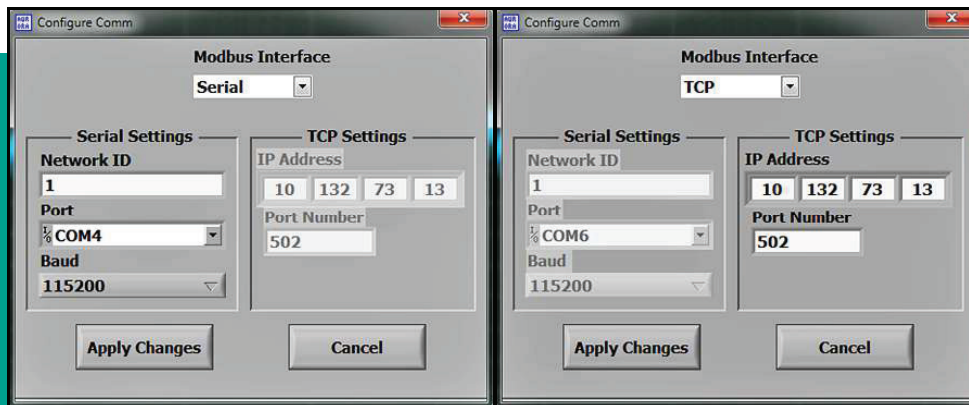 Configure Comm
Modbus Interface
Serial
Serial Settings
Network ID
1
Port
COM4
Baud
115200
TCP Settings
IP Address
10 132 73 13
Port Number
502
Apply Changes Cancel
Configure Comm
Modbus Interface
TCP
Serial Settings
Network ID
1
Port
COM6
Baud
115200
TCP Settings
IP Address
10 132 73 13
Port Number
502
Apply Changes Cancel